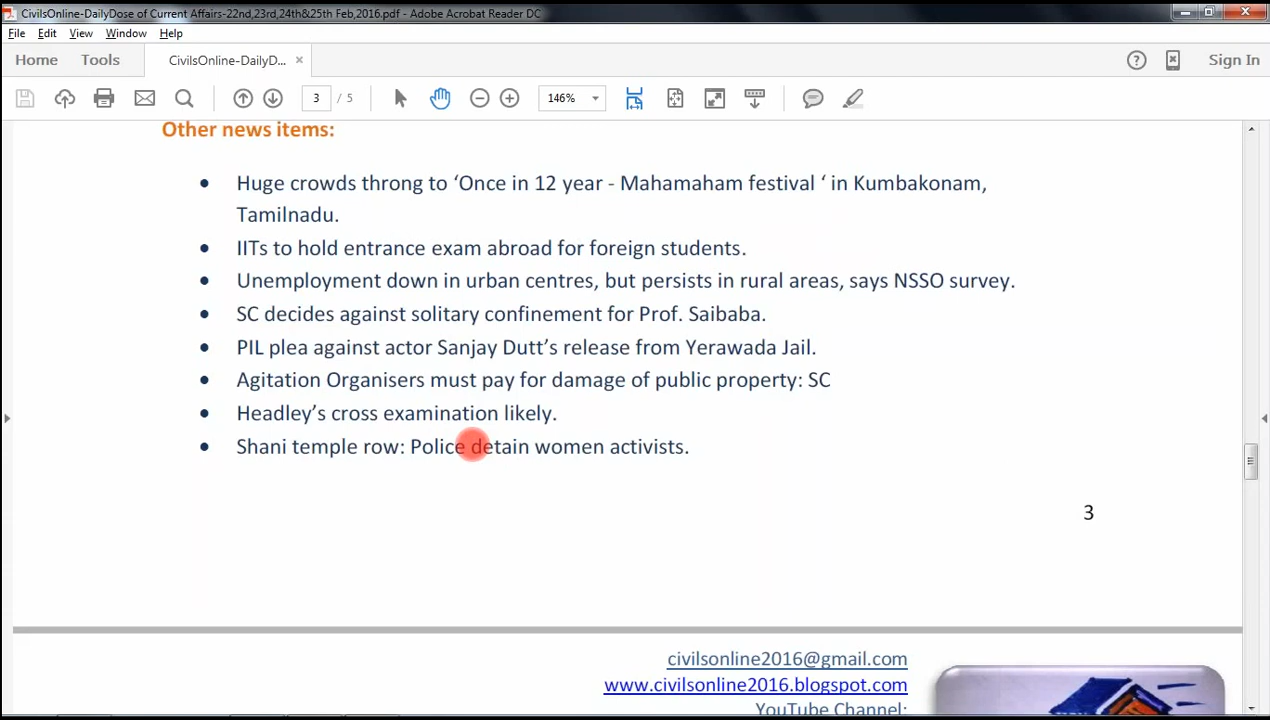 CivilsOnline-DailyDose of Current Affairs-22nd,23rd,24th&25th Feb,2016.pdf - Adobe Acrobat Reader DC
File Edit View Window Help
Home Tools CivilsOnline-DailyD... × Sign In
3 / 5 146%
Other news items:
• Huge crowds throng to ‘Once in 12 year - Mahamaham festival ‘ in Kumbakonam,
Tamilnadu.
• IITs to hold entrance exam abroad for foreign students.
• Unemployment down in urban centres, but persists in rural areas, says NSSO survey.
• SC decides against solitary confinement for Prof. Saibaba.
• PIL plea against actor Sanjay Dutt’s release from Yerawada Jail.
• Agitation Organisers must pay for damage of public property: SC
• Headley’s cross examination likely.
• Shani temple row: Police detain women activists.
3
civilsonline2016@gmail.com
www.civilsonline2016.blogspot.com
YouTube Channel: